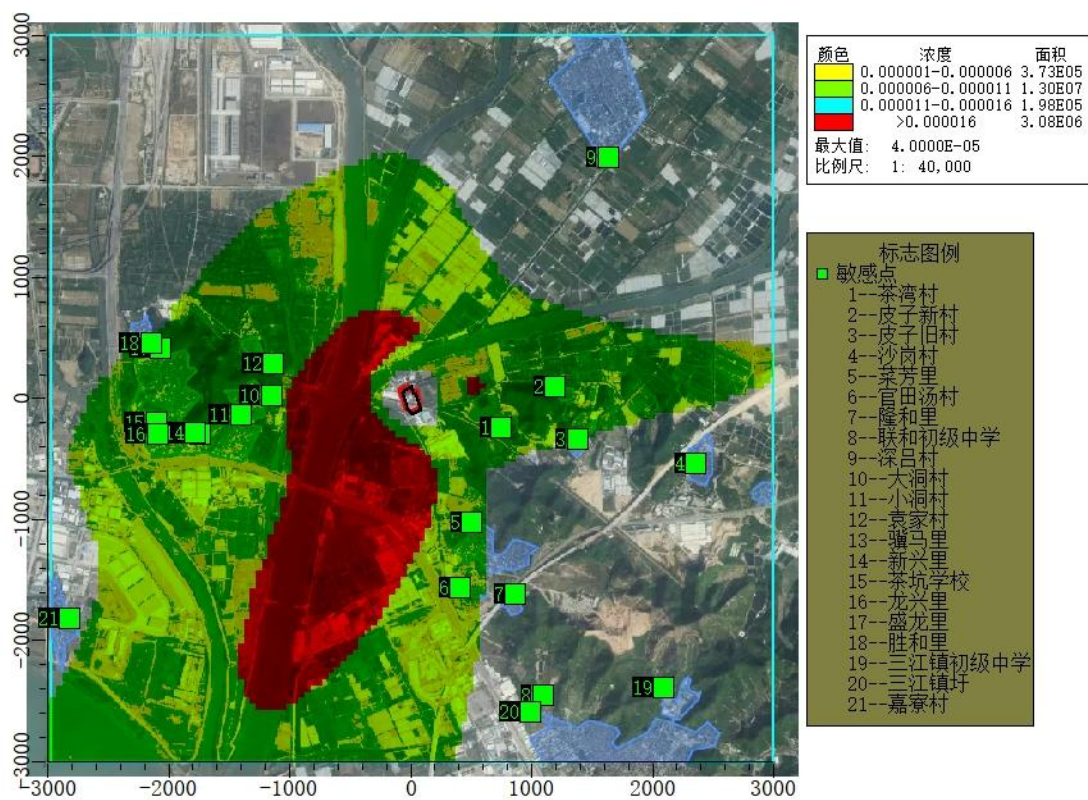 颜色 浓度 面积
0.000001-0.000006 3.73E05
0.000006-0.000011 1.30E07
0.000011-0.000016 1.98E05
>0.000016 3.08E06
最大值: 4.0000E-05
比例尺: 1: 40,000
标志图例
敏感点
1--茶湾村
2--皮子新村
3--皮子旧村
4--沙岗村
5--菜芳里
6--官田汤村
7--隆和里
8--联和初级中学
9--深吕村
10--大洞村
11--小洞村
12--袁家村
13--骥马里
14--新兴里
15--茶坑学校
16--龙兴里
17--盛龙里
18--胜和里
19--三江镇初级中学
20--三江镇圩
21--嘉寮村
3000
2000
1000
0
-1000
-2000
-3000
9
18
12
10
11
15
16
14
2
1
3
4
5
6
7
21
8
19
20
-3000 -2000 -1000 0 1000 2000 3000